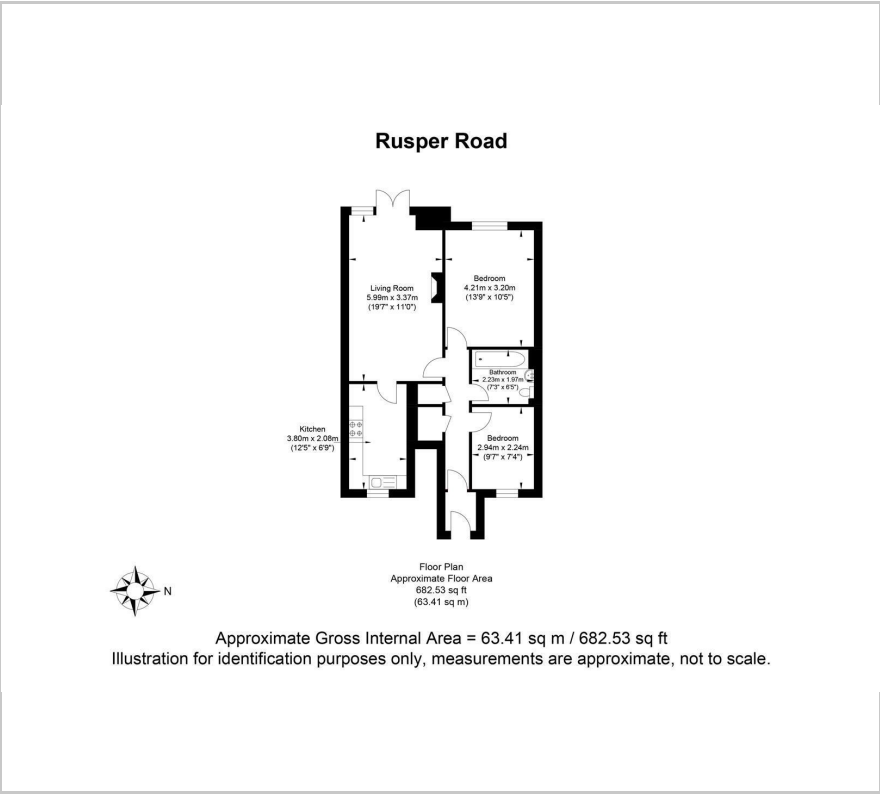 Rusper Road
Living Room
5.99m x 3.37m
(19'7" x 11'0")
Bedroom
4.21m x 3.20m
(13'9" x 10'5")
Bathroom
2.23m x 1.97m
(7'3" x 6'5")
Kitchen
3.80m x 2.08m
(12'5" x 6'9")
Bedroom
2.94m x 2.24m
(9'7" x 7'4")
Floor Plan
Approximate Floor Area
682.53 sq ft
(63.41 sq m)
N
Approximate Gross Internal Area = 63.41 sq m / 682.53 sq ft
Illustration for identification purposes only, measurements are approximate, not to scale.